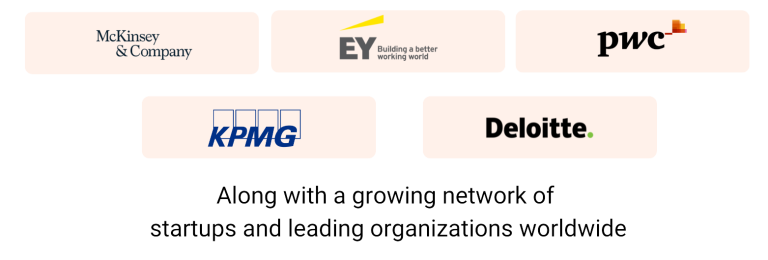 McKinsey
& Company
EY Building a better
working world
pwc
KPMG
Deloitte.
Along with a growing network of
startups and leading organizations worldwide